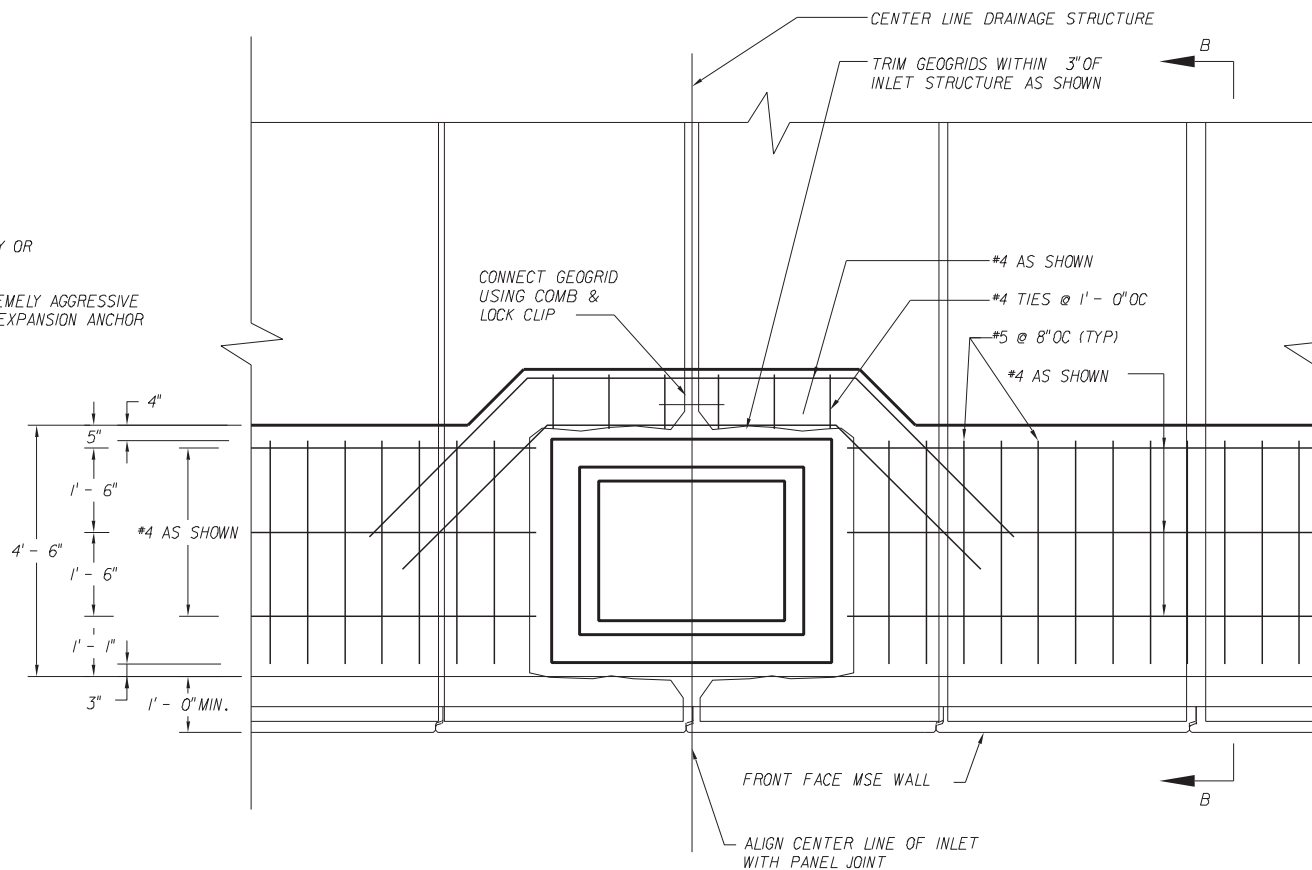 CENTER LINE DRAINAGE STRUCTURE
B
TRIM GEOGRIDS WITHIN 3" OF
INLET STRUCTURE AS SHOWN
Y OR
EMELY AGGRESSIVE
EXPANSION ANCHOR
CONNECT GEOGRID
USING COMB &
LOCK CLIP
#4 AS SHOWN
#4 TIES @ 1' - 0" OC
#5 @ 8" OC (TYP)
#4 AS SHOWN
4"
5"
1' - 6"
#4 AS SHOWN
4' - 6"
1' - 6"
1' - 1"
3"
1' - 0" MIN.
FRONT FACE MSE WALL
B
ALIGN CENTER LINE OF INLET
WITH PANEL JOINT